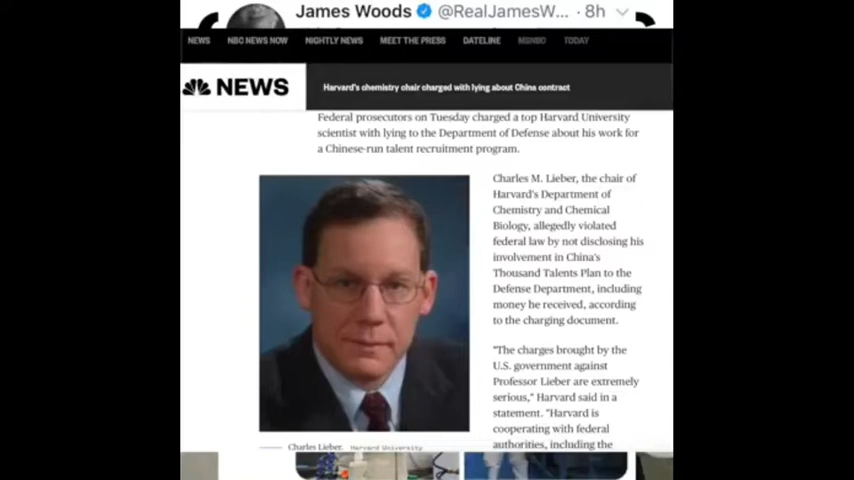 James Woods @RealJamesW... · 8h
NEWS NBC NEWS NOW NIGHTLY NEWS MEET THE PRESS DATELINE MSNBC TODAY
NEWS
Harvard's chemistry chair charged with lying about China contract
Federal prosecutors on Tuesday charged a top Harvard University
scientist with lying to the Department of Defense about his work for
a Chinese-run talent recruitment program.
Charles M. Lieber, the chair of
Harvard's Department of
Chemistry and Chemical
Biology, allegedly violated
federal law by not disclosing his
involvement in China's
Thousand Talents Plan to the
Defense Department, including
money he received, according
to the charging document.
"The charges brought by the
U.S. government against
Professor Lieber are extremely
serious," Harvard said in a
statement. "Harvard is
cooperating with federal
authorities, including the
Charles Lieber. Harvard University